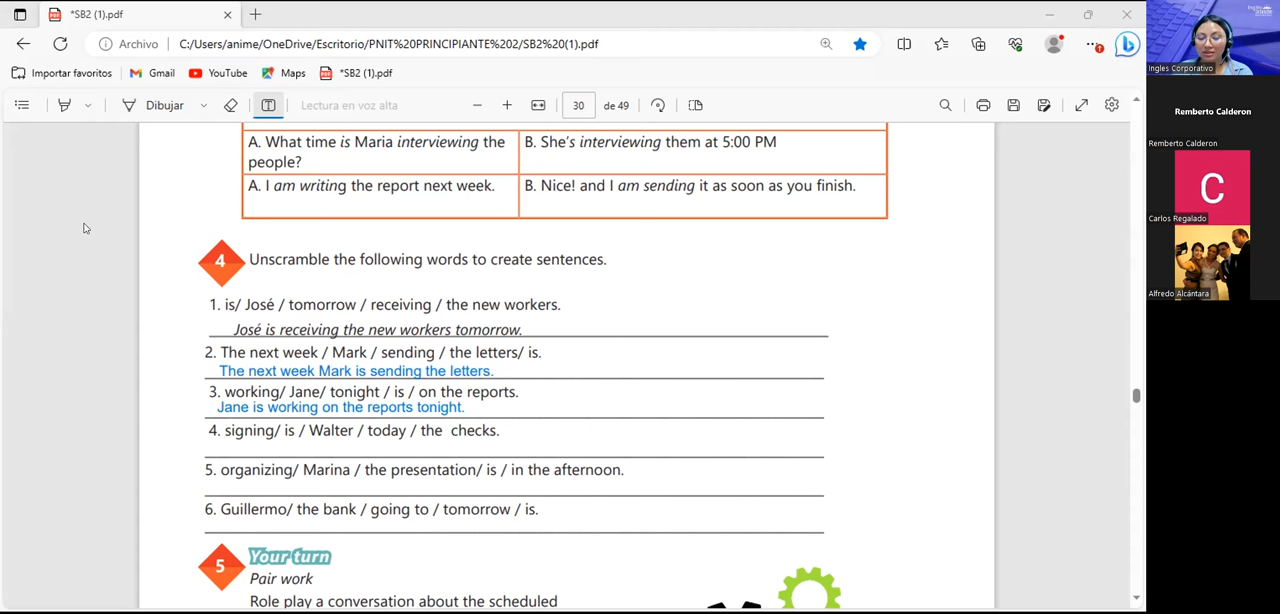 *SB2 (1).pdf
Archivo C:/Users/anime/OneDrive/Escritorio/PNIT%20PRINCIPIANTE%202/SB2%20(1).pdf
Importar favoritos Gmail YouTube Maps *SB2 (1).pdf
Dibujar Lectura en voz alta 30 de 49
A. What time is Maria interviewing the people?
B. She's interviewing them at 5:00 PM
A. I am writing the report next week.
B. Nice! and I am sending it as soon as you finish.
4 Unscramble the following words to create sentences.
1. is/ José / tomorrow / receiving / the new workers.
José is receiving the new workers tomorrow.
2. The next week / Mark / sending / the letters/ is.
The next week Mark is sending the letters.
3. working/ Jane/ tonight / is / on the reports.
Jane is working on the reports tonight.
4. signing/ is / Walter / today / the checks.
5. organizing/ Marina / the presentation/ is / in the afternoon.
6. Guillermo/ the bank / going to / tomorrow / is.
5 Your turn
Pair work
Role play a conversation about the scheduled
Ingles Corporativo
Remberto Calderon
Remberto Calderon
C
Carlos Regalado
Alfredo Alcántara